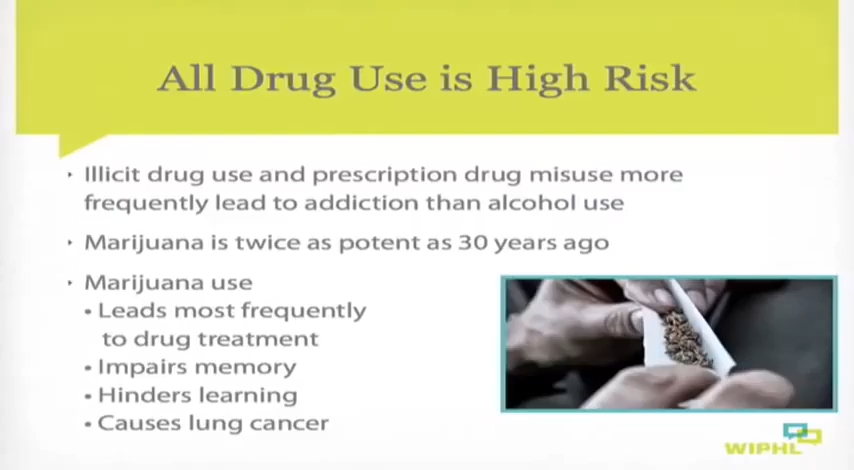 All Drug Use is High Risk
‣ Illicit drug use and prescription drug misuse more
frequently lead to addiction than alcohol use
‣ Marijuana is twice as potent as 30 years ago
‣ Marijuana use
• Leads most frequently
to drug treatment
• Impairs memory
• Hinders learning
• Causes lung cancer
WIPHL